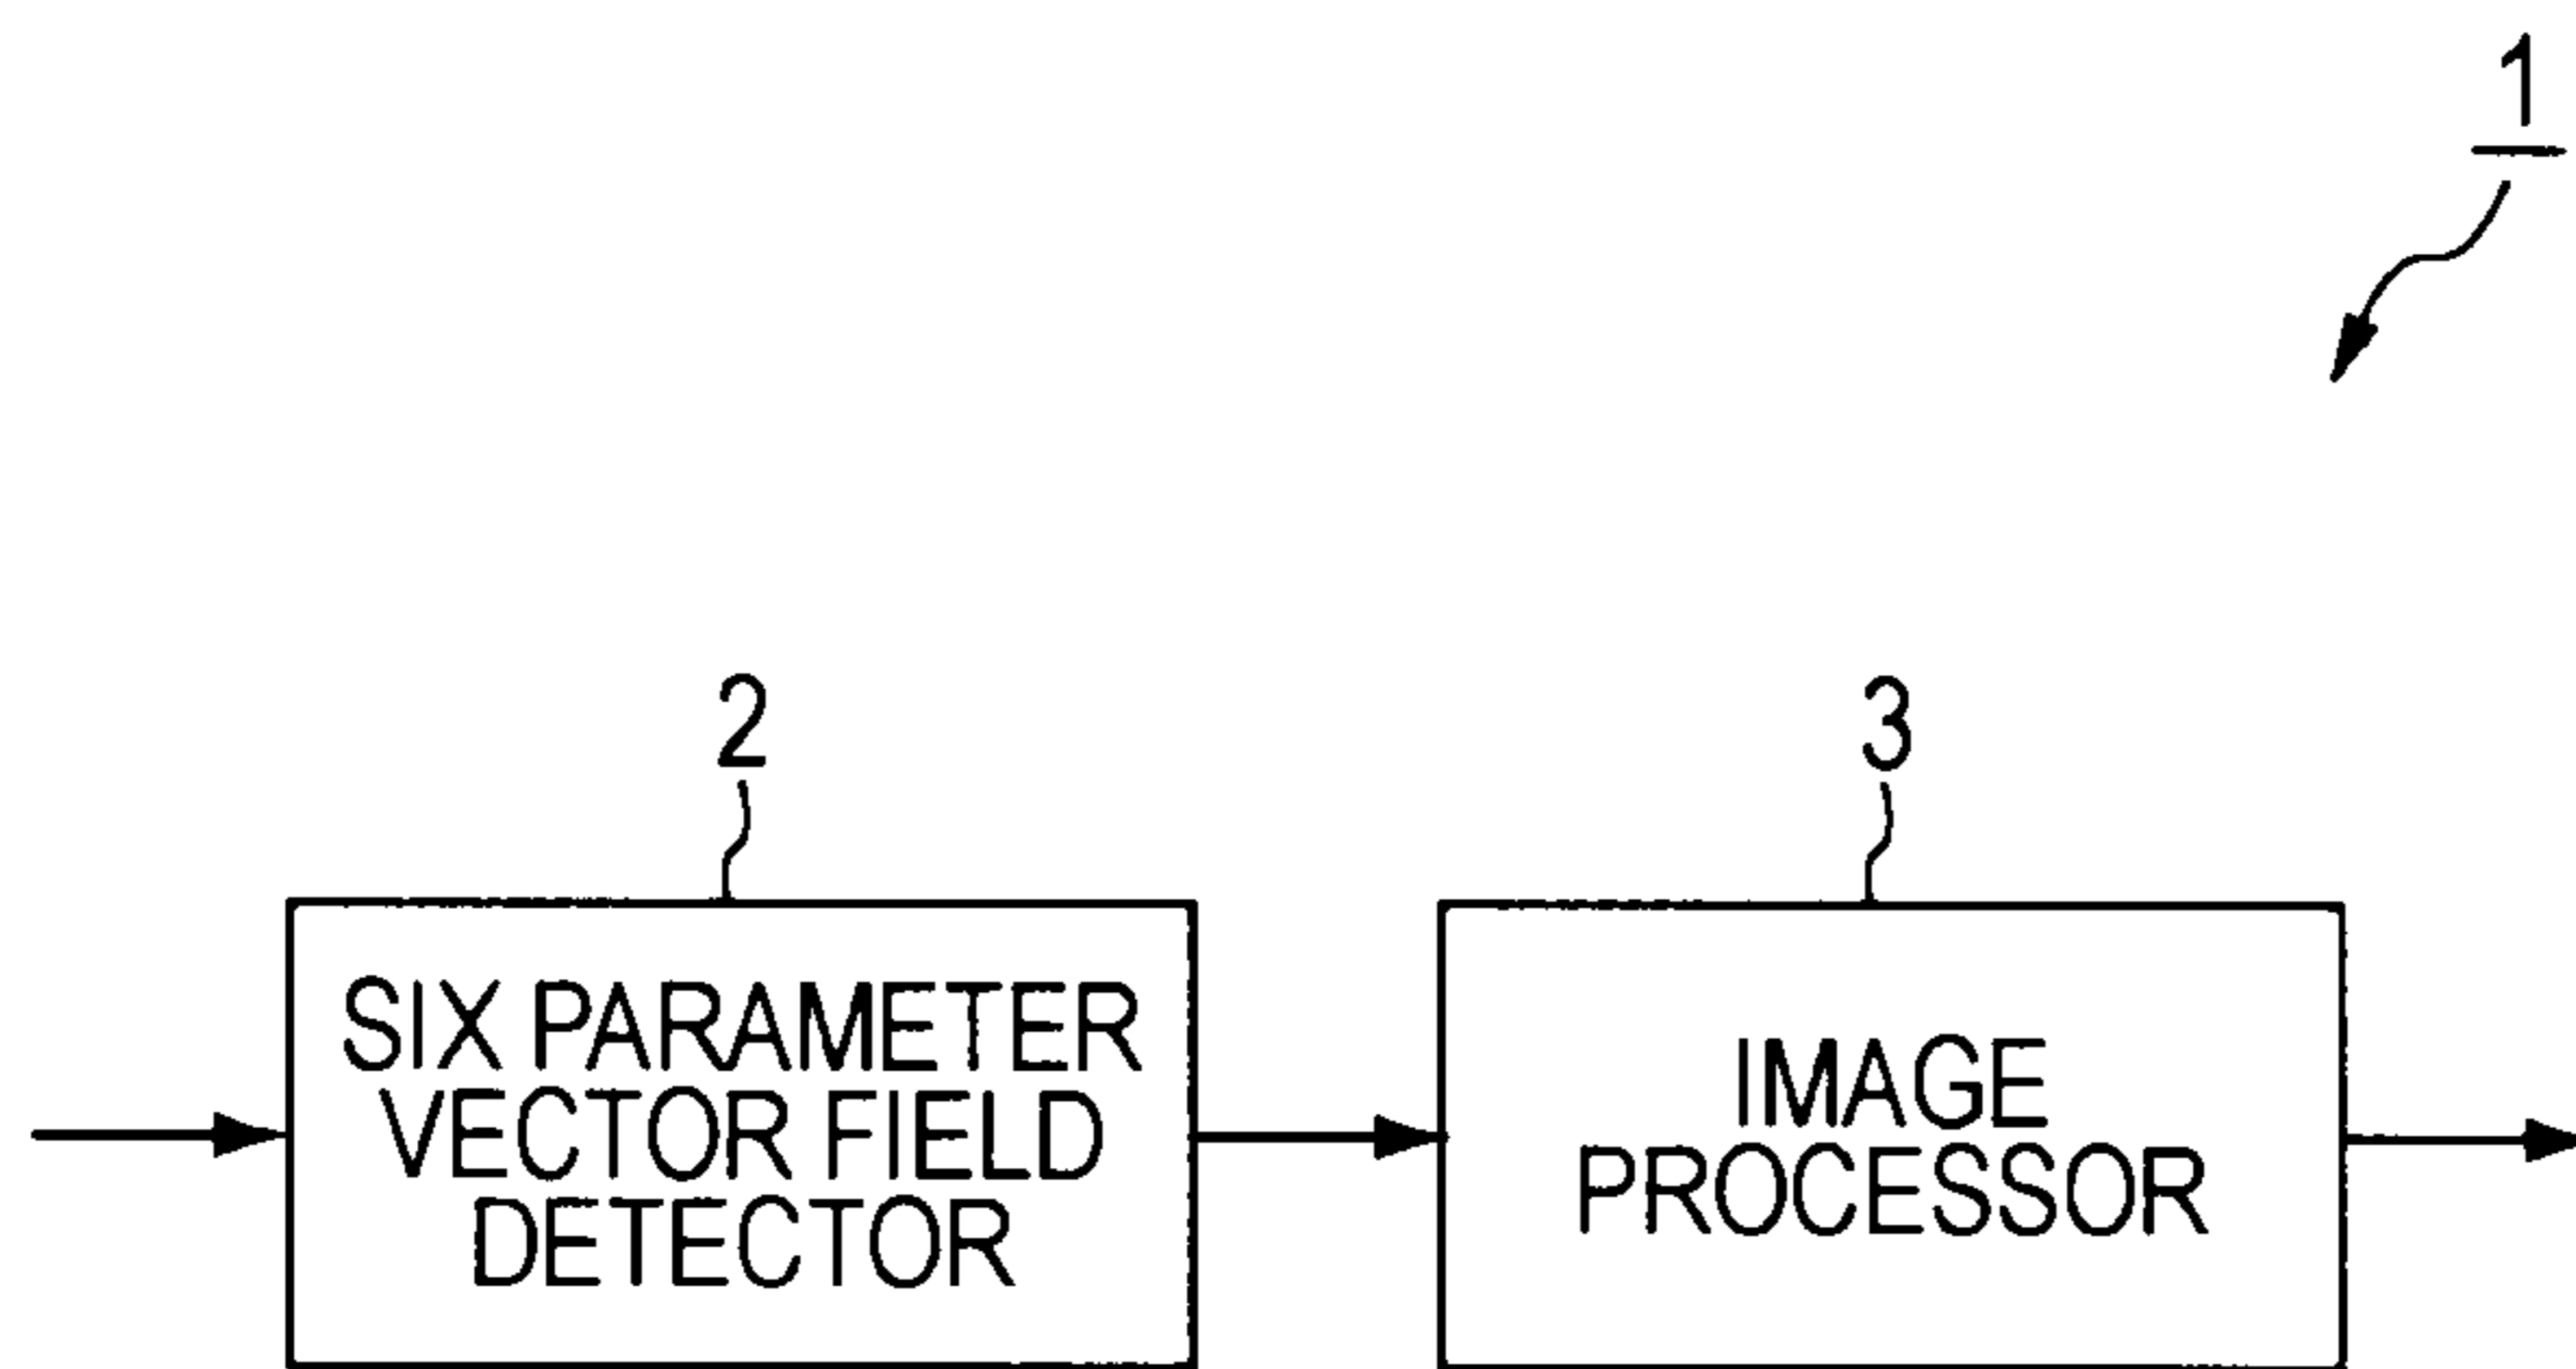 1
2
3
SIX PARAMETER
VECTOR FIELD
DETECTOR
IMAGE
PROCESSOR